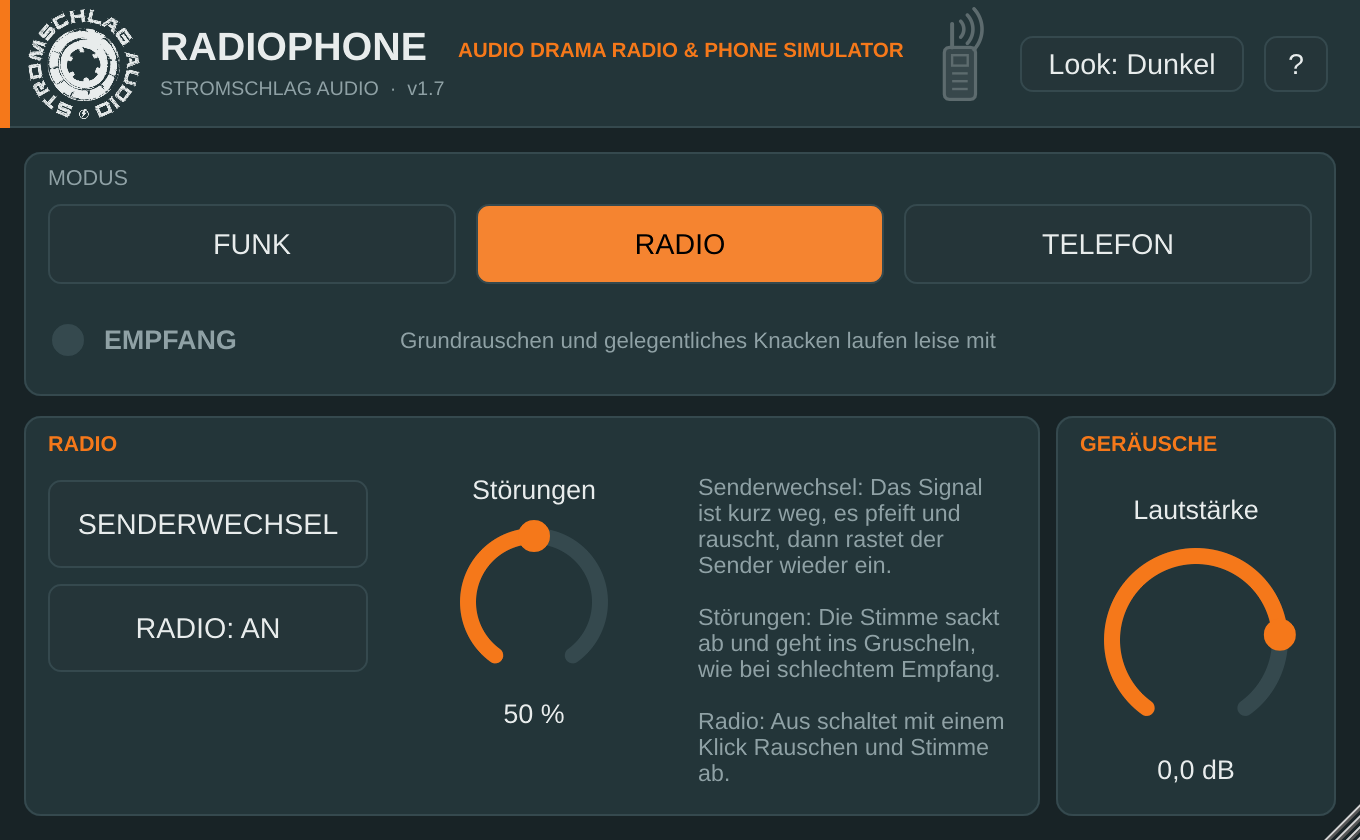 STROMSCHLAG AUDIO
RADIOPHONE
AUDIO DRAMA RADIO & PHONE SIMULATOR
STROMSCHLAG AUDIO · v1.7
Look: Dunkel
?
MODUS
FUNK
RADIO
TELEFON
EMPFANG
Grundrauschen und gelegentliches Knacken laufen leise mit
RADIO
SENDERWECHSEL
RADIO: AN
Störungen
50 %
Senderwechsel: Das Signal
ist kurz weg, es pfeift und
rauscht, dann rastet der
Sender wieder ein.
Störungen: Die Stimme sackt
ab und geht ins Gruscheln,
wie bei schlechtem Empfang.
Radio: Aus schaltet mit einem
Klick Rauschen und Stimme
ab.
GERÄUSCHE
Lautstärke
0,0 dB